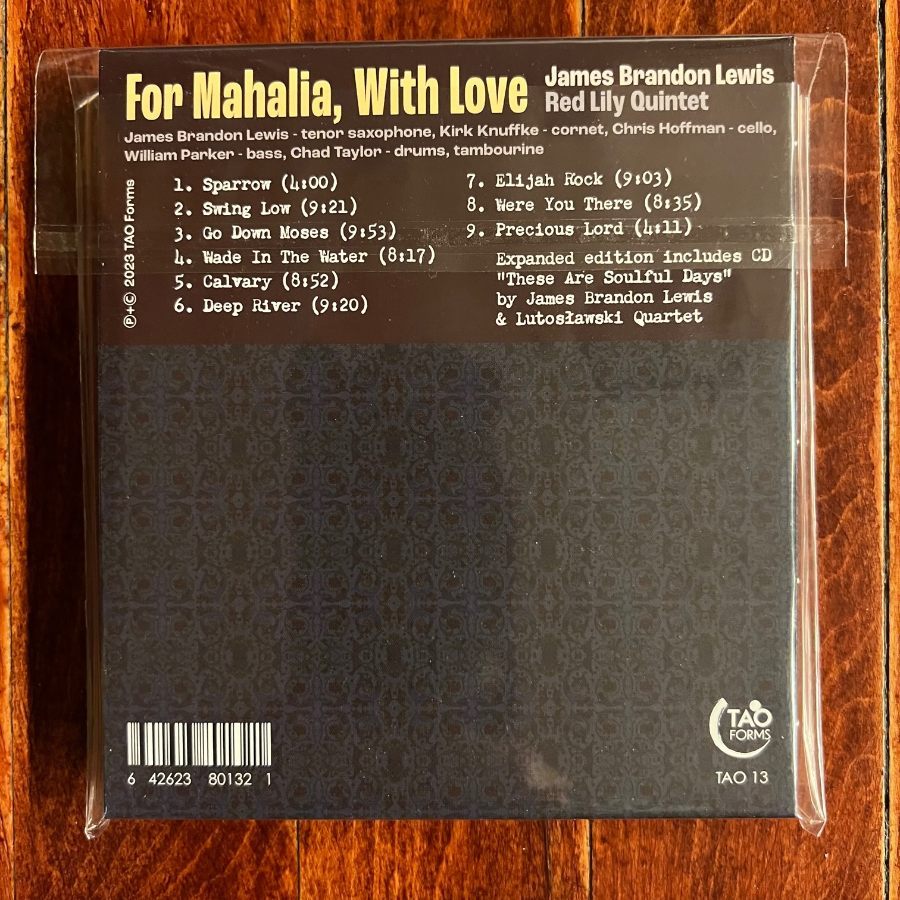 For Mahalia, With Love
James Brandon Lewis
Red Lily Quintet
James Brandon Lewis - tenor saxophone, Kirk Knuffke - cornet, Chris Hoffman - cello,
William Parker - bass, Chad Taylor - drums, tambourine
1. Sparrow (4:00)
2. Swing Low (9:21)
3. Go Down Moses (9:53)
4. Wade In The Water (8:17)
5. Calvary (8:52)
6. Deep River (9:20)
7. Elijah Rock (9:03)
8. Were You There (8:35)
9. Precious Lord (4:11)
Expanded edition includes CD
"These Are Soulful Days"
by James Brandon Lewis
& Lutosławski Quartet
℗+© 2023 TAO Forms
6 42623 80132 1
TAO
FORMS
TAO 13